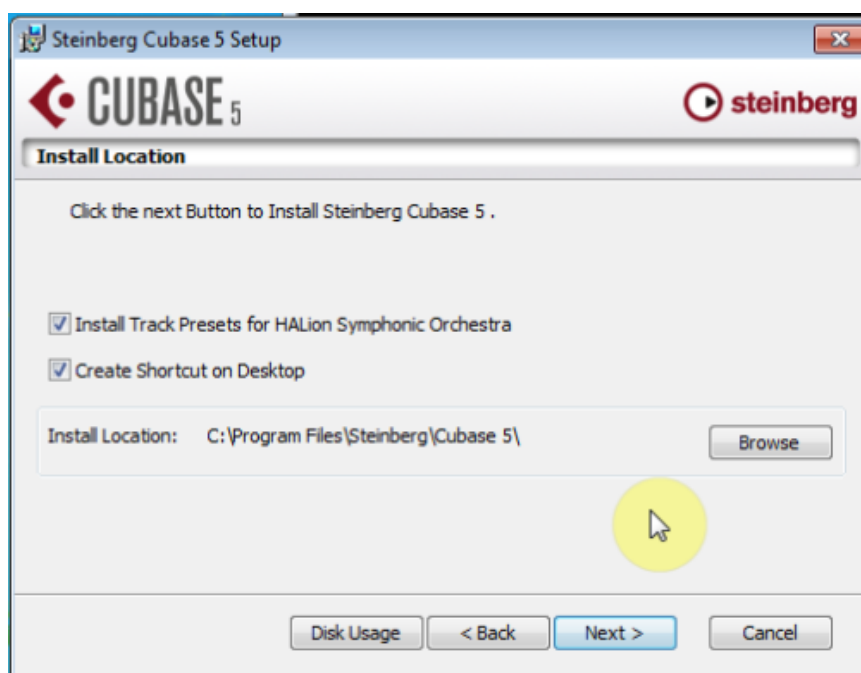 Steinberg Cubase 5 Setup
CUBASE 5
steinberg
Install Location
Click the next Button to Install Steinberg Cubase 5 .
Install Track Presets for HALion Symphonic Orchestra
Create Shortcut on Desktop
Install Location: C:\Program Files\Steinberg\Cubase 5\
Browse
Disk Usage < Back Next > Cancel